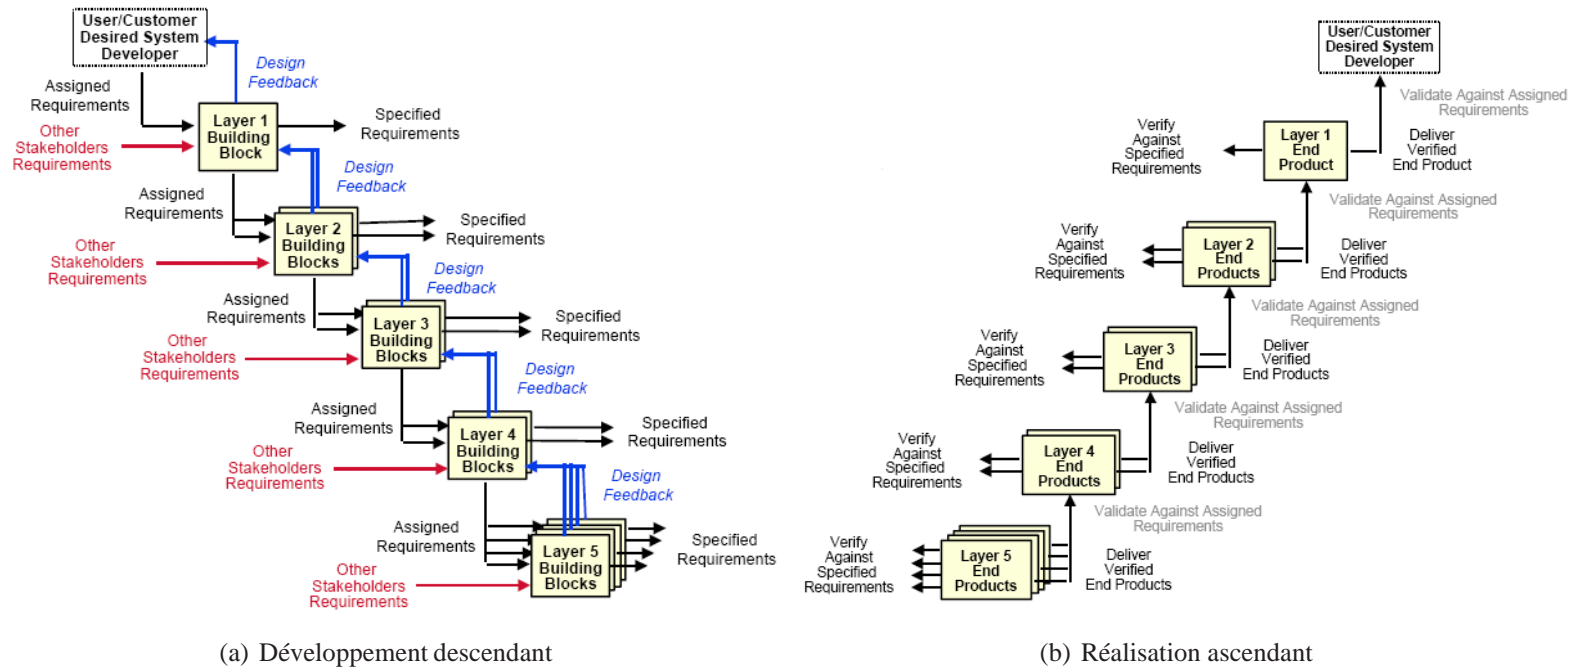 User/Customer
Desired System
Developer
Design
Feedback
Assigned
Requirements
Other
Stakeholders
Requirements
Layer 1
Building
Block
Specified
Requirements
Design
Feedback
Assigned
Requirements
Other
Stakeholders
Requirements
Layer 2
Building
Blocks
Specified
Requirements
Design
Feedback
Assigned
Requirements
Other
Stakeholders
Requirements
Layer 3
Building
Blocks
Specified
Requirements
Design
Feedback
Assigned
Requirements
Other
Stakeholders
Requirements
Layer 4
Building
Blocks
Specified
Requirements
Design
Feedback
Assigned
Requirements
Other
Stakeholders
Requirements
Layer 5
Building
Blocks
Specified
Requirements
(a) Développement descendant
User/Customer
Desired System
Developer
Validate Against Assigned
Requirements
Verify
Against
Specified
Requirements
Layer 1
End
Product
Deliver
Verified
End Product
Validate Against Assigned
Requirements
Verify
Against
Specified
Requirements
Layer 2
End
Products
Deliver
Verified
End Products
Validate Against Assigned
Requirements
Verify
Against
Specified
Requirements
Layer 3
End
Products
Deliver
Verified
End Products
Validate Against Assigned
Requirements
Verify
Against
Specified
Requirements
Layer 4
End
Products
Deliver
Verified
End Products
Validate Against Assigned
Requirements
Verify
Against
Specified
Requirements
Layer 5
End
Products
Deliver
Verified
End Products
(b) Réalisation ascendant